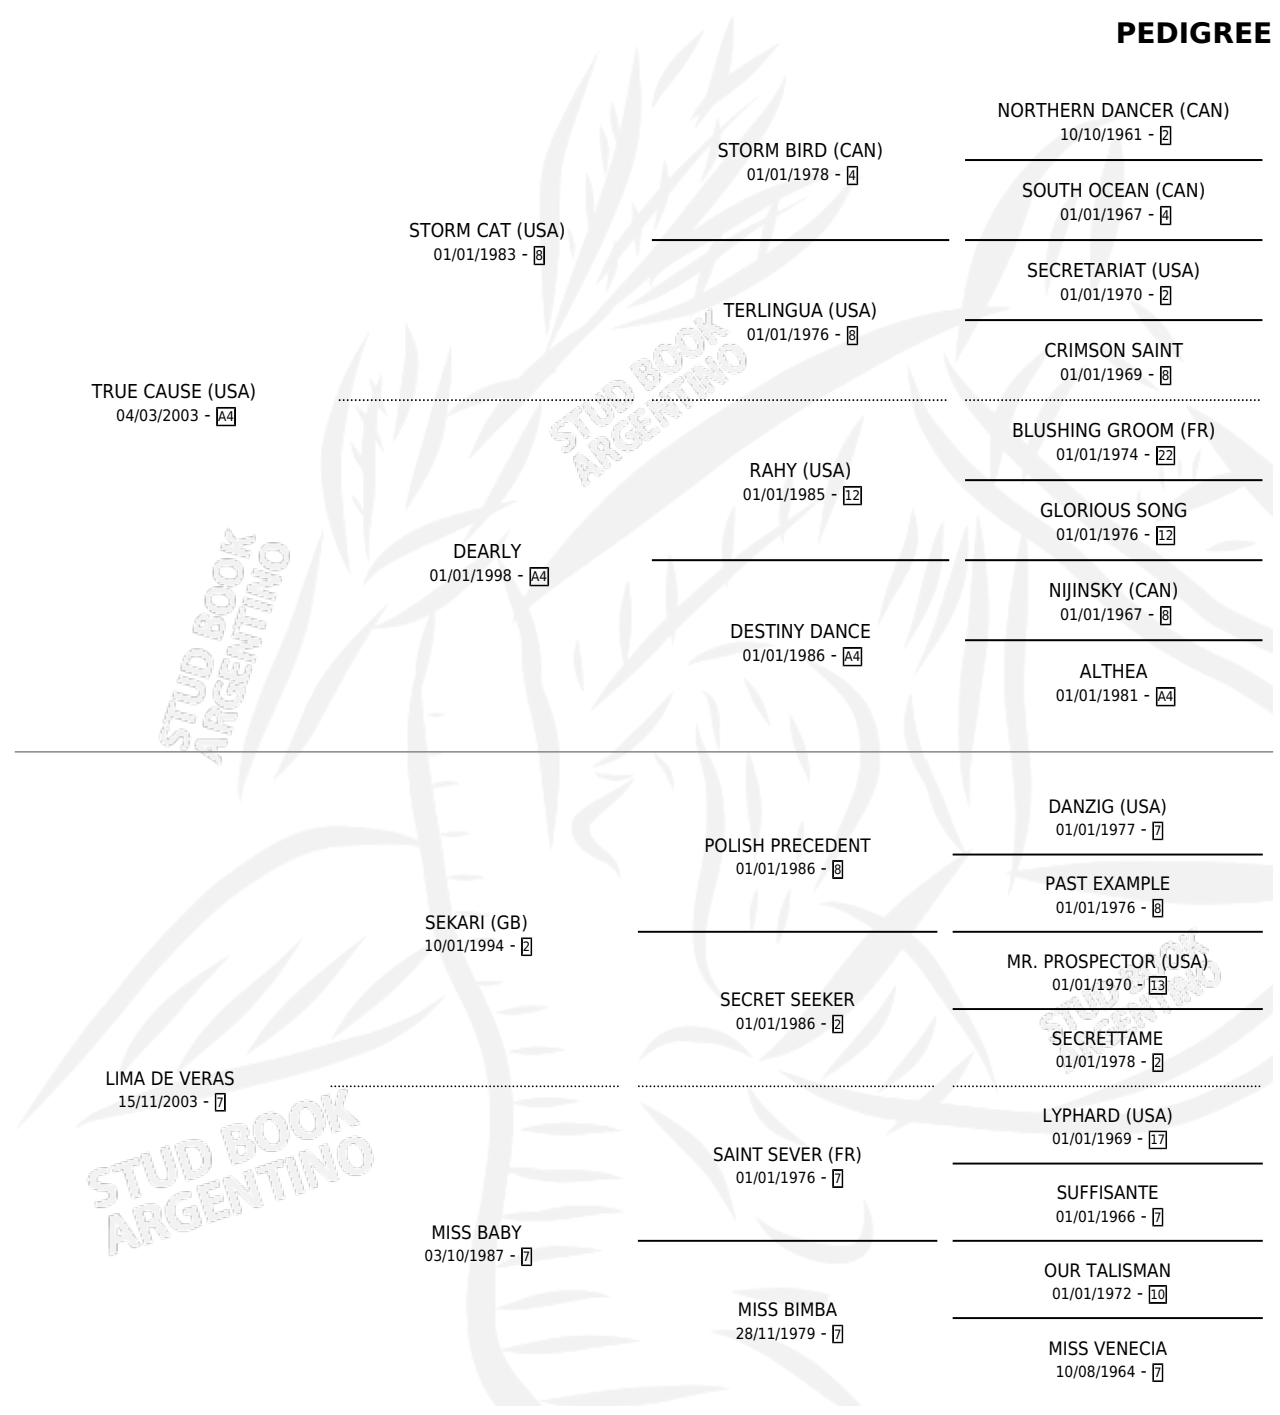 PEDIGREE
NORTHERN DANCER (CAN)
10/10/1961 - 2
STORM BIRD (CAN)
01/01/1978 - 4
SOUTH OCEAN (CAN)
01/01/1967 - 4
STORM CAT (USA)
01/01/1983 - 8
SECRETARIAT (USA)
01/01/1970 - 2
TERLINGUA (USA)
01/01/1976 - 8
CRIMSON SAINT
01/01/1969 - 8
TRUE CAUSE (USA)
04/03/2003 - A4
BLUSHING GROOM (FR)
01/01/1974 - 22
RAHY (USA)
01/01/1985 - 12
GLORIOUS SONG
01/01/1976 - 12
DEARLY
01/01/1998 - A4
NIJINSKY (CAN)
01/01/1967 - 8
DESTINY DANCE
01/01/1986 - A4
ALTHEA
01/01/1981 - A4
DANZIG (USA)
01/01/1977 - 7
POLISH PRECEDENT
01/01/1986 - 8
PAST EXAMPLE
01/01/1976 - 8
SEKARI (GB)
10/01/1994 - 2
MR. PROSPECTOR (USA)
01/01/1970 - 13
SECRET SEEKER
01/01/1986 - 2
SECRETTAME
01/01/1978 - 2
LIMA DE VERAS
15/11/2003 - 7
LYPHARD (USA)
01/01/1969 - 17
SAINT SEVER (FR)
01/01/1976 - 7
SUFFISANTE
01/01/1966 - 7
MISS BABY
03/10/1987 - 7
OUR TALISMAN
01/01/1972 - 10
MISS BIMBA
28/11/1979 - 7
MISS VENECIA
10/08/1964 - 7
STUD BOOK
ARGENTINO
STUD BOOK
ARGENTINO
STUD BOOK
ARGENTINO
STUD BOOK
ARGENTINO